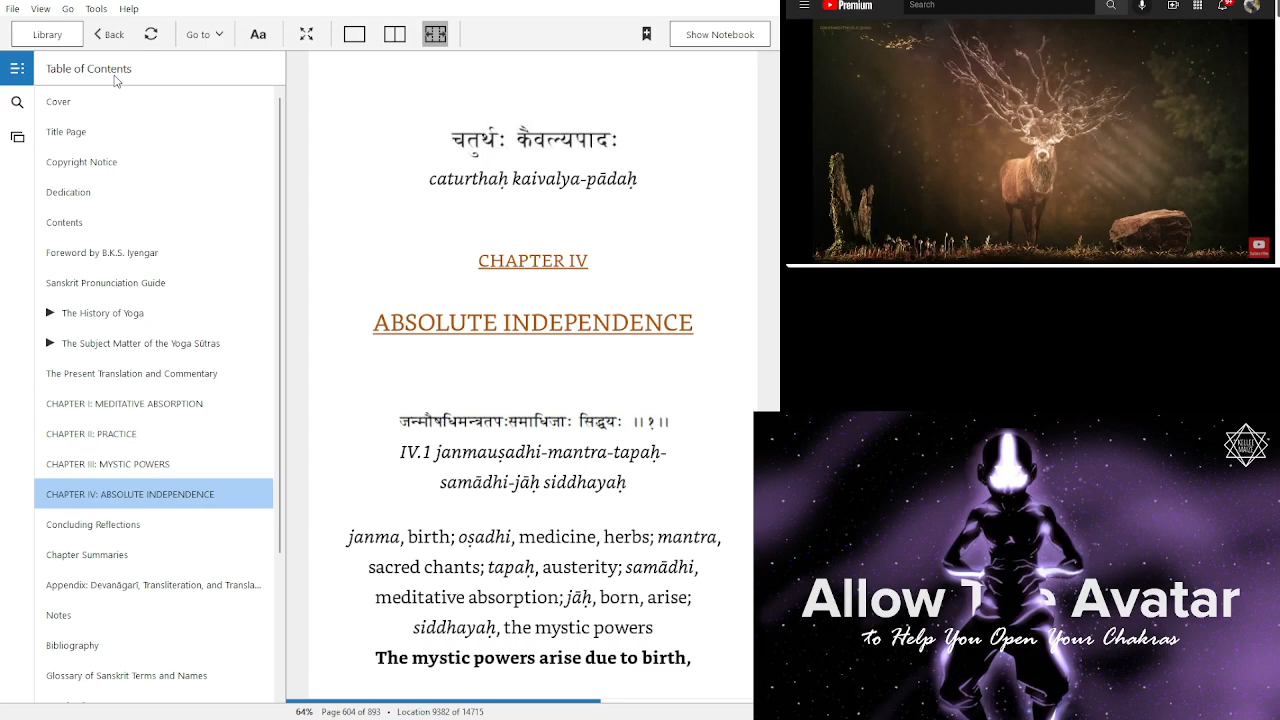 File View Go Tools Help
Library Back Go to Aa Show Notebook
Table of Contents
Cover
Title Page
Copyright Notice
Dedication
Contents
Foreword by B.K.S. Iyengar
Sanskrit Pronunciation Guide
The History of Yoga
The Subject Matter of the Yoga Sūtras
The Present Translation and Commentary
CHAPTER I: MEDITATIVE ABSORPTION
CHAPTER II: PRACTICE
CHAPTER III: MYSTIC POWERS
CHAPTER IV: ABSOLUTE INDEPENDENCE
Concluding Reflections
Chapter Summaries
Appendix: Devanāgarī, Transliteration, and Transla...
Notes
Bibliography
Glossary of Sanskrit Terms and Names
चतुर्थः कैवल्यपादः
caturthaḥ kaivalya-pādaḥ
CHAPTER IV
ABSOLUTE INDEPENDENCE
जन्मौषधिमन्त्रतपःसमाधिजाः सिद्धयः ।।१।।
IV.1 janmauṣadhi-mantra-tapaḥ-
samādhi-jāḥ siddhayaḥ
janma, birth; oṣadhi, medicine, herbs; mantra,
sacred chants; tapaḥ, austerity; samādhi,
meditative absorption; jāḥ, born, arise;
siddhayaḥ, the mystic powers
The mystic powers arise due to birth,
64% Page 604 of 893 • Location 9382 of 14715
Premium Search 9+
Subscribe
Allow T e Avatar
to Help You Open Your Chakras